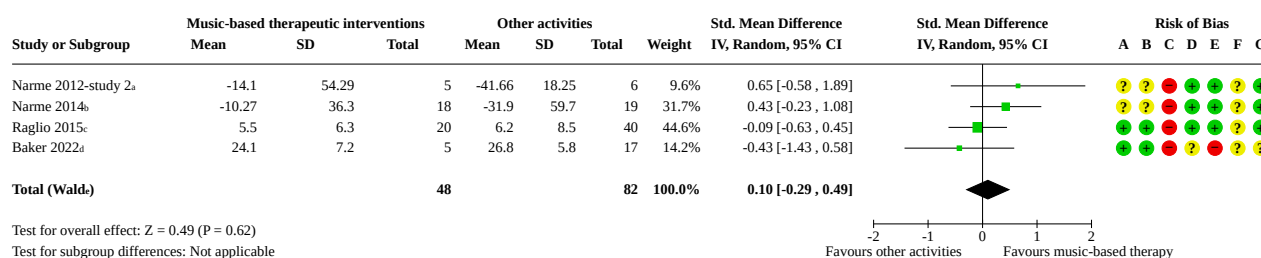 Music-based therapeutic interventions Other activities Std. Mean Difference Std. Mean Difference Risk of Bias
Study or Subgroup Mean SD Total Mean SD Total Weight IV, Random, 95% CI IV, Random, 95% CI A B C D E F G
Narme 2012-study 2a -14.1 54.29 5 -41.66 18.25 6 9.6% 0.65 [-0.58 , 1.89] ? ? − + + ? +
Narme 2014b -10.27 36.3 18 -31.9 59.7 19 31.7% 0.43 [-0.23 , 1.08] ? ? − + + ? +
Raglio 2015c 5.5 6.3 20 6.2 8.5 40 44.6% -0.09 [-0.63 , 0.45] + + − + + ? +
Baker 2022d 24.1 7.2 5 26.8 5.8 17 14.2% -0.43 [-1.43 , 0.58] + + − ? − ? ?
Total (Walde) 48 82 100.0% 0.10 [-0.29 , 0.49]
Test for overall effect: Z = 0.49 (P = 0.62)
Test for subgroup differences: Not applicable
-2 -1 0 1 2
Favours other activities Favours music-based therapy